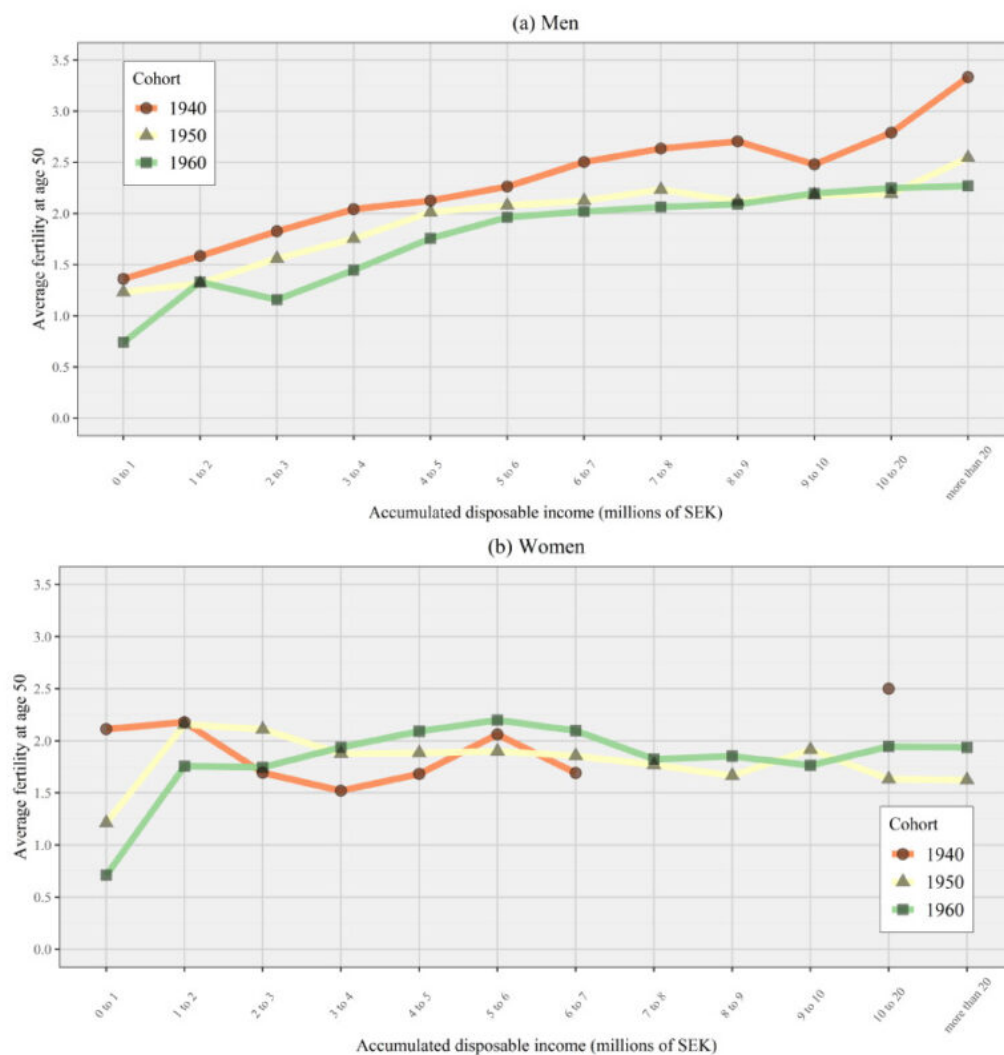 (a) Men
Average fertility at age 50
3.5
3.0
2.5
2.0
1.5
1.0
0.5
0.0
Cohort
1940
1950
1960
0 to 1
1 to 2
2 to 3
3 to 4
4 to 5
5 to 6
6 to 7
7 to 8
8 to 9
9 to 10
10 to 20
more than 20
Accumulated disposable income (millions of SEK)
(b) Women
Average fertility at age 50
3.5
3.0
2.5
2.0
1.5
1.0
0.5
0.0
Cohort
1940
1950
1960
0 to 1
1 to 2
2 to 3
3 to 4
4 to 5
5 to 6
6 to 7
7 to 8
8 to 9
9 to 10
10 to 20
more than 20
Accumulated disposable income (millions of SEK)